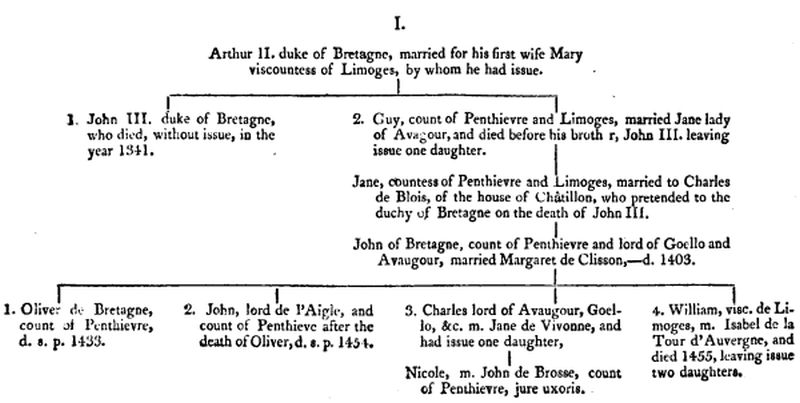 I.
Arthur II. duke of Bretagne, married for his first wife Mary
viscountess of Limoges, by whom he had issue.
1. John III. duke of Bretagne,
who died, without issue, in the
year 1341.
2. Guy, count of Penthievre and Limoges, married Jane lady
of Avagour, and died before his broth r, John III. leaving
issue one daughter.
Jane, countess of Penthievre and Limoges, married to Charles
de Blois, of the house of Châtillon, who pretended to the
duchy of Bretagne on the death of John III.
John of Bretagne, count of Penthievre and lord of Goello and
Avaugour, married Margaret de Clisson,—d. 1403.
1. Oliver de Bretagne,
count of Penthievre,
d. s. p. 1433.
2. John, lord de l'Aigle, and
count of Penthieve after the
death of Oliver, d. s. p. 1454.
3. Charles lord of Avaugour, Goel-
lo, &c. m. Jane de Vivonne, and
had issue one daughter,
Nicole, m. John de Brosse, count
of Penthievre, jure uxoris.
4. William, visc. de Li-
moges, m. Isabel de la
Tour d'Auvergne, and
died 1455, leaving issue
two daughters.